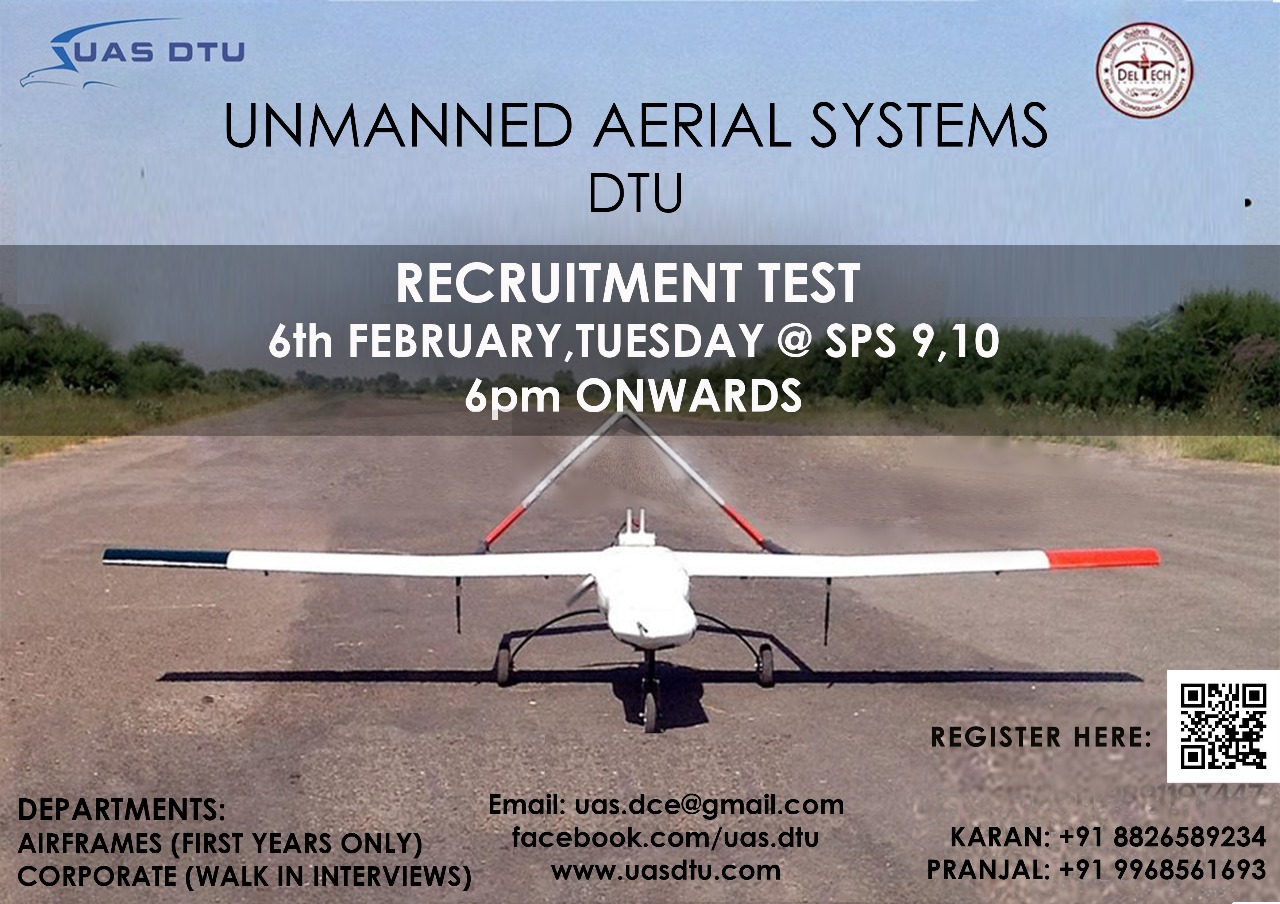 UAS DTU
DELTECH
UNMANNED AERIAL SYSTEMS
DTU
RECRUITMENT TEST
6th FEBRUARY,TUESDAY @ SPS 9,10
6pm ONWARDS
REGISTER HERE:
DEPARTMENTS:
AIRFRAMES (FIRST YEARS ONLY)
CORPORATE (WALK IN INTERVIEWS)
Email: uas.dce@gmail.com
facebook.com/uas.dtu
www.uasdtu.com
KARAN: +91 8826589234
PRANJAL: +91 9968561693